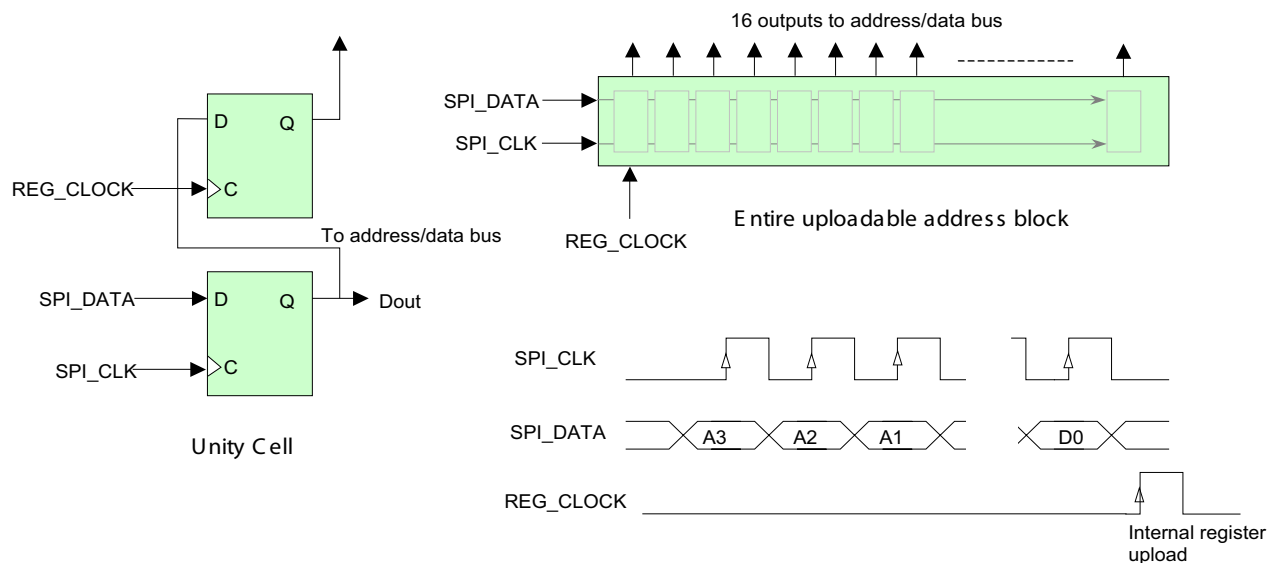 D Q
REG_CLOCK C
To address/data bus
SPI_DATA D Q Dout
SPI_CLK C
Unity Cell
16 outputs to address/data bus
SPI_DATA
SPI_CLK
REG_CLOCK
Entire uploadable address block
SPI_CLK
SPI_DATA A3 A2 A1 D0
REG_CLOCK
Internal register
upload